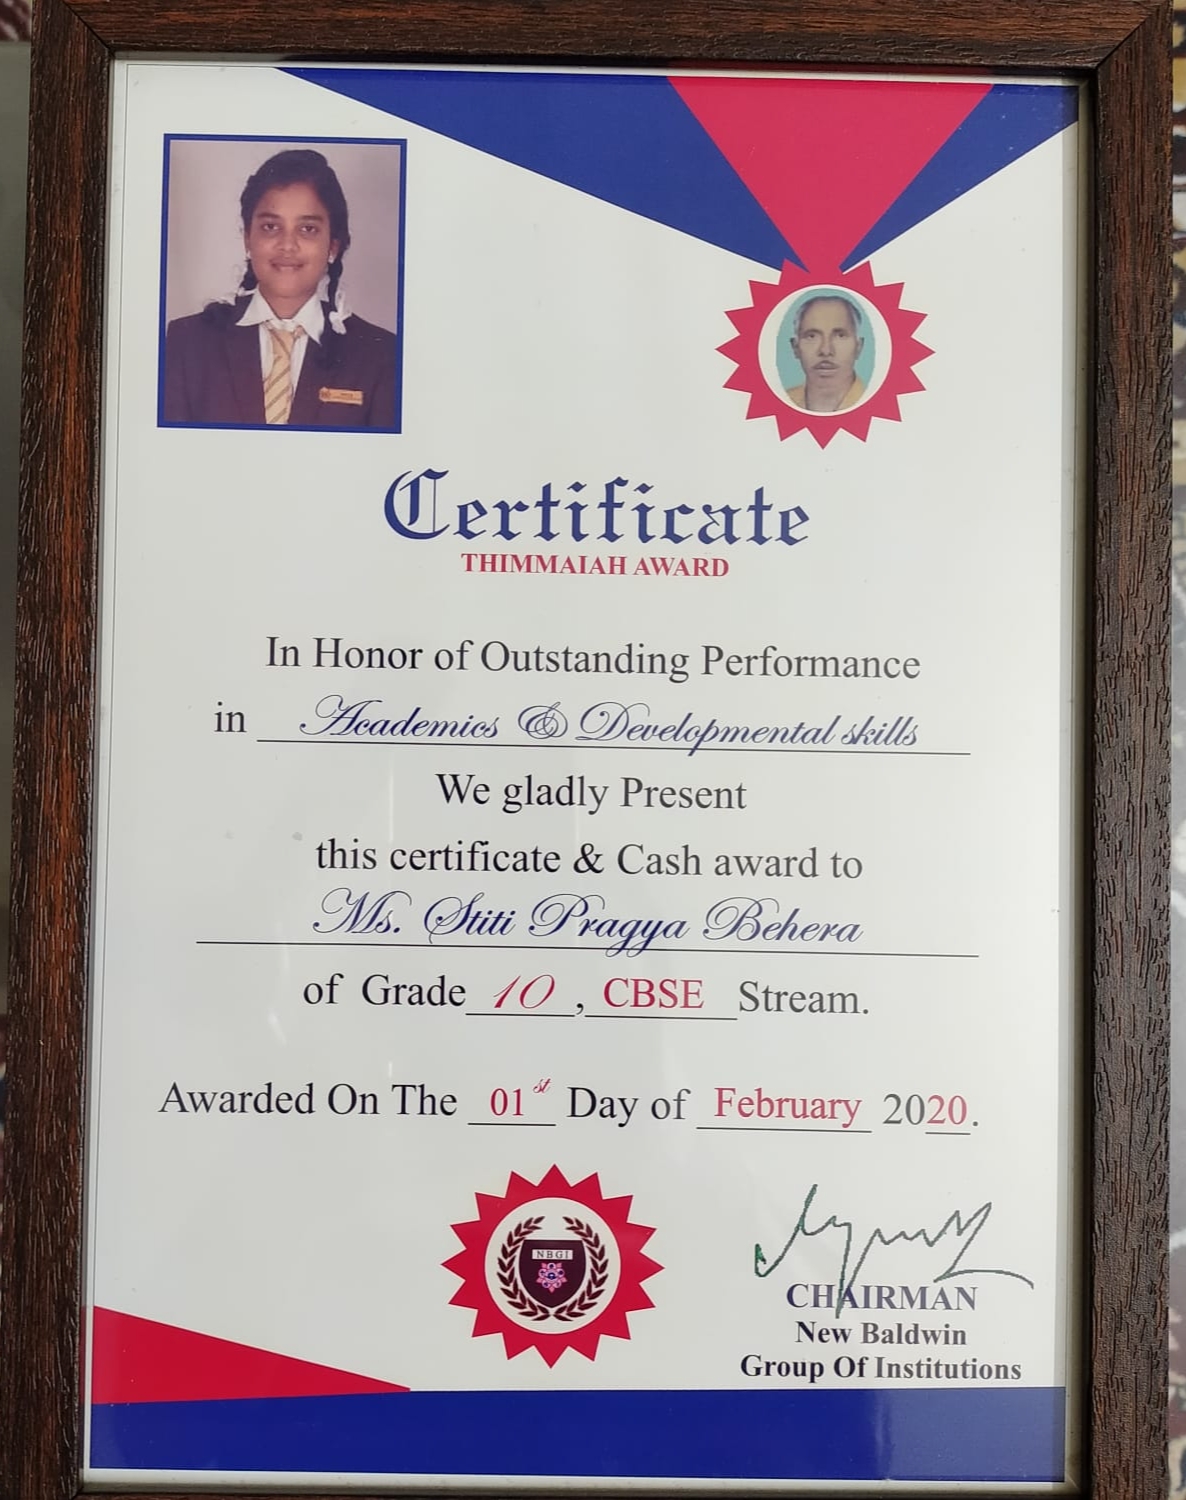 Certificate
THIMMAIAH AWARD
In Honor of Outstanding Performance
in Academics & Developmental skills
We gladly Present
this certificate & Cash award to
Ms. Stiti Pragya Behera
of Grade 10 , CBSE Stream.
Awarded On The 01st Day of February 2020.
NBGI
CHAIRMAN
New Baldwin
Group Of Institutions